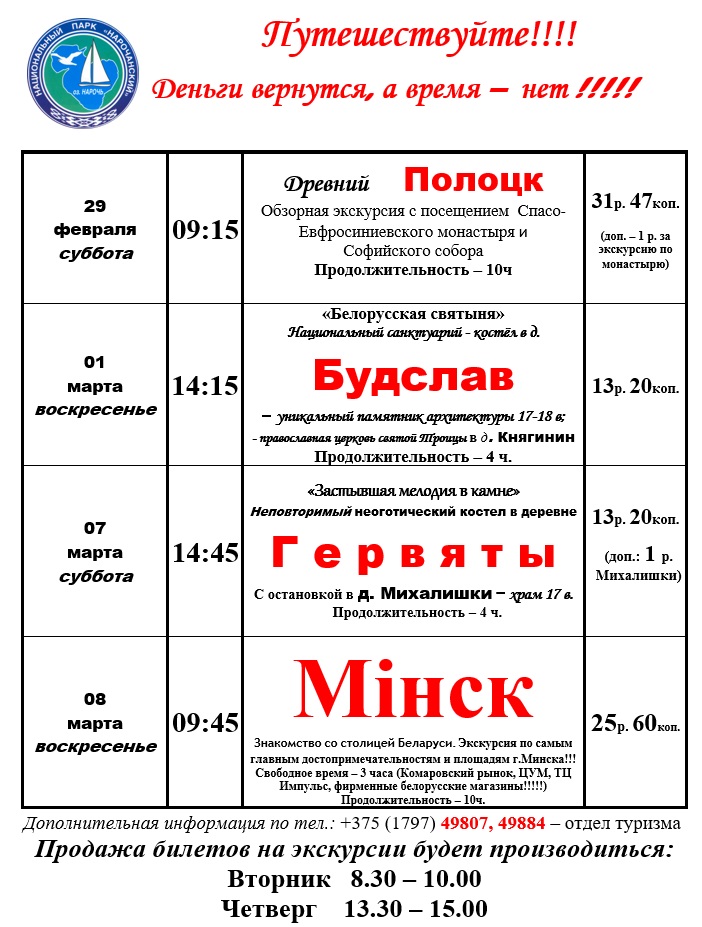 НАЦИОНАЛЬНЫЙ ПАРК «НАРОЧАНСКИЙ»
оз. НАРОЧЬ
Путешествуйте!!!!
Деньги вернутся, а время – нет !!!!!
29
февраля
суббота
09:15
Древний Полоцк
Обзорная экскурсия с посещением Спасо-
Евфросиниевского монастыря и
Софийского собора
Продолжительность – 10ч
31р. 47коп.
(доп. – 1 р. за
экскурсию по
монастырю)
01
марта
воскресенье
14:15
«Белорусская святыня»
Национальный санктуарий - костёл в д.
Будслав
– уникальный памятник архитектуры 17-18 в;
- православная церковь святой Троицы в д. Княгинин
Продолжительность – 4 ч.
13р. 20коп.
07
марта
суббота
14:45
«Застывшая мелодия в камне»
Неповторимый неоготический костел в деревне
Г е р в я т ы
С остановкой в д. Михалишки – храм 17 в.
Продолжительность – 4 ч.
13р. 20коп.
(доп.: 1 р.
Михалишки)
08
марта
воскресенье
09:45
Мінск
Знакомство со столицей Беларуси. Экскурсия по самым
главным достопримечательностям и площадям г.Минска!!!
Свободное время – 3 часа (Комаровский рынок, ЦУМ, ТЦ
Импульс, фирменные белорусские магазины!!!!!)
Продолжительность – 10ч.
25р. 60коп.
Дополнительная информация по тел.: +375 (1797) 49807, 49884 – отдел туризма
Продажа билетов на экскурсии будет производиться:
Вторник 8.30 – 10.00
Четверг 13.30 – 15.00